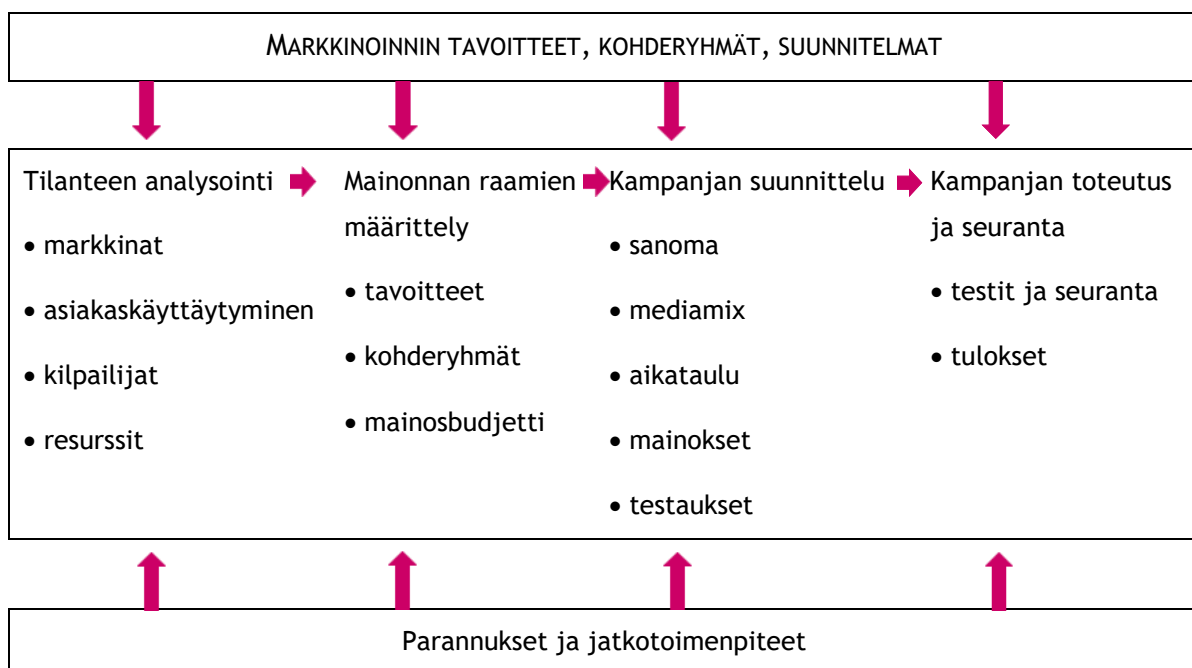 MARKKINOINNIN TAVOITTEET, KOHDERYHMÄT, SUUNNITELMAT
Tilanteen analysointi
• markkinat
• asiakaskäyttäytyminen
• kilpailijat
• resurssit
Mainonnan raamien
määrittely
• tavoitteet
• kohderyhmät
• mainosbudjetti
Kampanjan suunnittelu
• sanoma
• mediamix
• aikataulu
• mainokset
• testaukset
Kampanjan toteutus
ja seuranta
• testit ja seuranta
• tulokset
Parannukset ja jatkotoimenpiteet